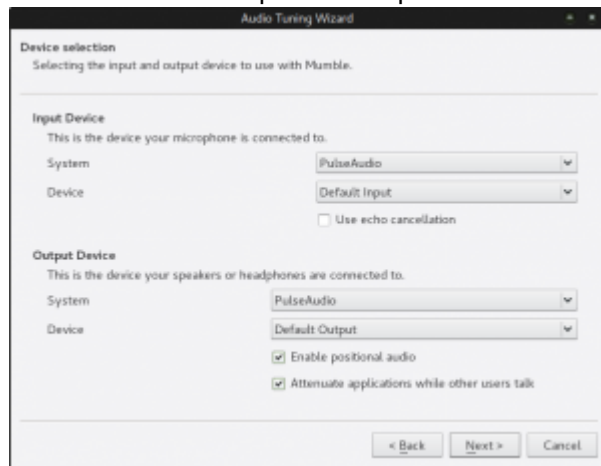 Audio Tuning Wizard
Device selection
Selecting the input and output device to use with Mumble.
Input Device
This is the device your microphone is connected to.
System PulseAudio
Device Default Input
Use echo cancellation
Output Device
This is the device your speakers or headphones are connected to.
System PulseAudio
Device Default Output
Enable positional audio
Attenuate applications while other users talk
< Back Next > Cancel